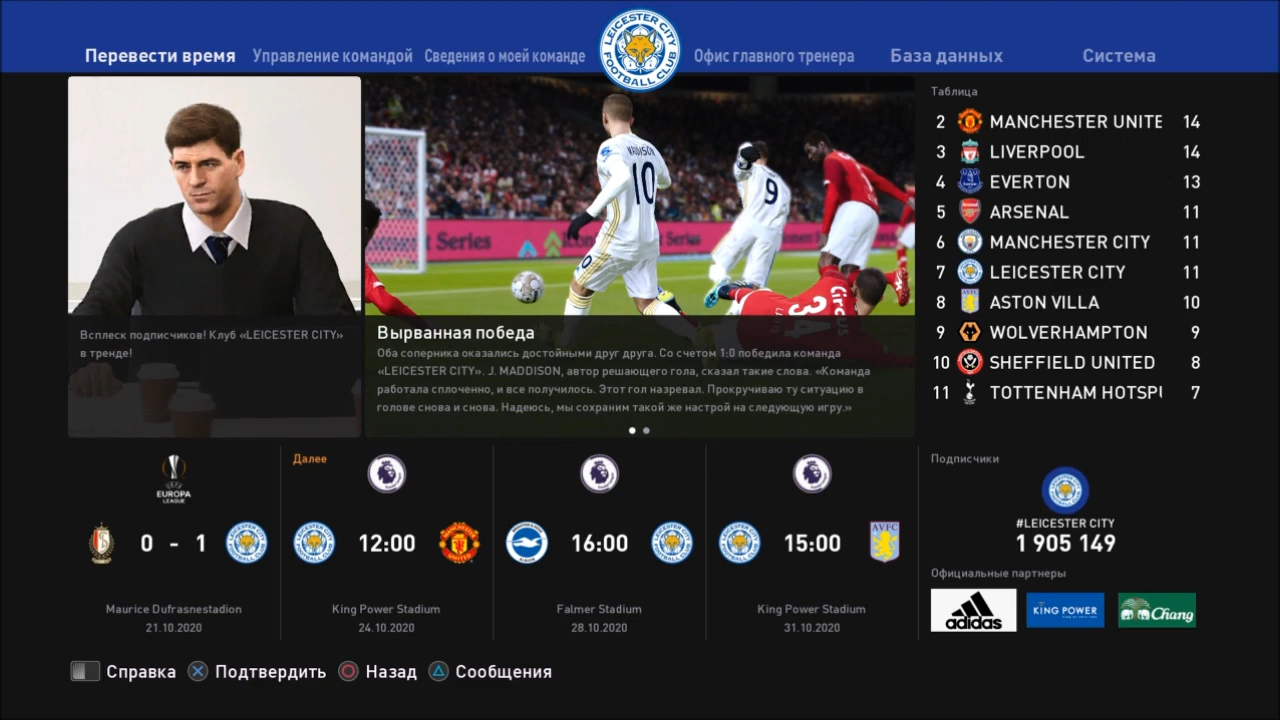 Перевести время
Управление командой
Сведения о моей команде
LEICESTER CITY
FOOTBALL CLUB
Офис главного тренера
База данных
Система
MADDISON
10
9
34
Всплеск подписчиков! Клуб «LEICESTER CITY»
в тренде!
Вырванная победа
Оба соперника оказались достойными друг друга. Со счетом 1:0 победила команда
«LEICESTER CITY». J. MADDISON, автор решающего гола, сказал такие слова. «Команда
работала сплоченно, и все получилось. Этот гол назревал. Прокручиваю ту ситуацию в
голове снова и снова. Надеюсь, мы сохраним такой же настрой на следующую игру.»
Таблица
2 MANCHESTER UNITE 14
3 LIVERPOOL 14
4 EVERTON 13
5 ARSENAL 11
6 MANCHESTER CITY 11
7 LEICESTER CITY 11
8 ASTON VILLA 10
9 WOLVERHAMPTON 9
10 SHEFFIELD UNITED 8
11 TOTTENHAM HOTSPU 7
EUROPA
LEAGUE
0 - 1
Maurice Dufrasnestadion
21.10.2020
Далее
12:00
King Power Stadium
24.10.2020
16:00
Falmer Stadium
28.10.2020
AVFC
15:00
King Power Stadium
31.10.2020
Подписчики
#LEICESTER CITY
1 905 149
Официальные партнеры
adidas
KING POWER
Chang
Справка
Подтвердить
Назад
Сообщения